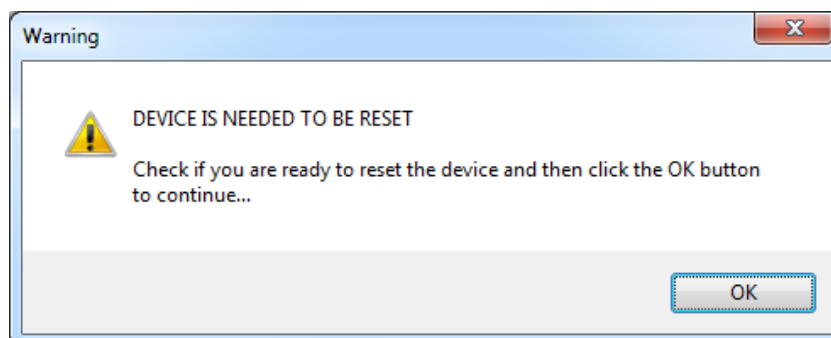 Warning
DEVICE IS NEEDED TO BE RESET
Check if you are ready to reset the device and then click the OK button
to continue...
OK